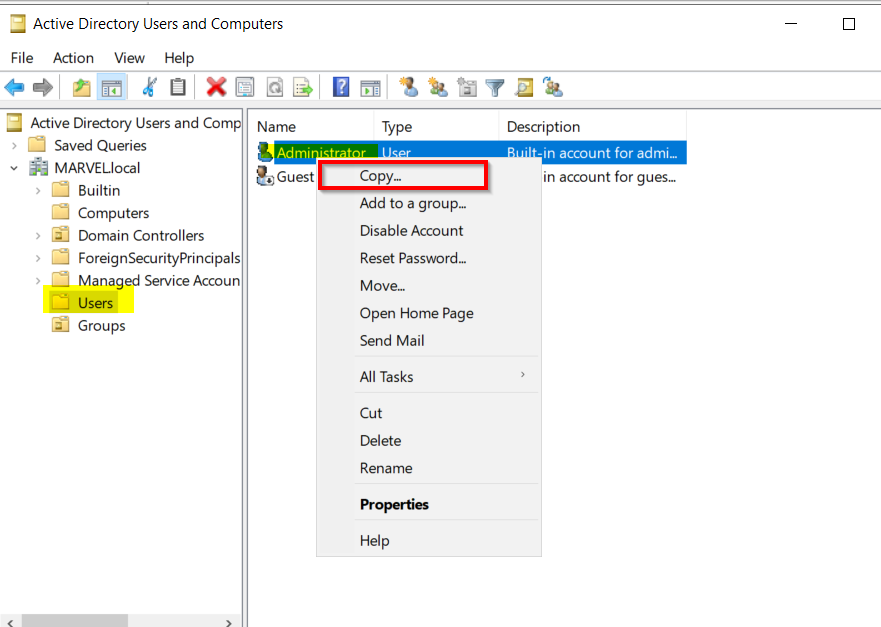 Active Directory Users and Computers
File Action View Help
Active Directory Users and Comp
Saved Queries
MARVEL.local
Builtin
Computers
Domain Controllers
ForeignSecurityPrincipals
Managed Service Accoun
Users
Groups
Name Type Description
Administrator User Built-in account for admi...
Guest in account for gues...
Copy...
Add to a group...
Disable Account
Reset Password...
Move...
Open Home Page
Send Mail
All Tasks
Cut
Delete
Rename
Properties
Help